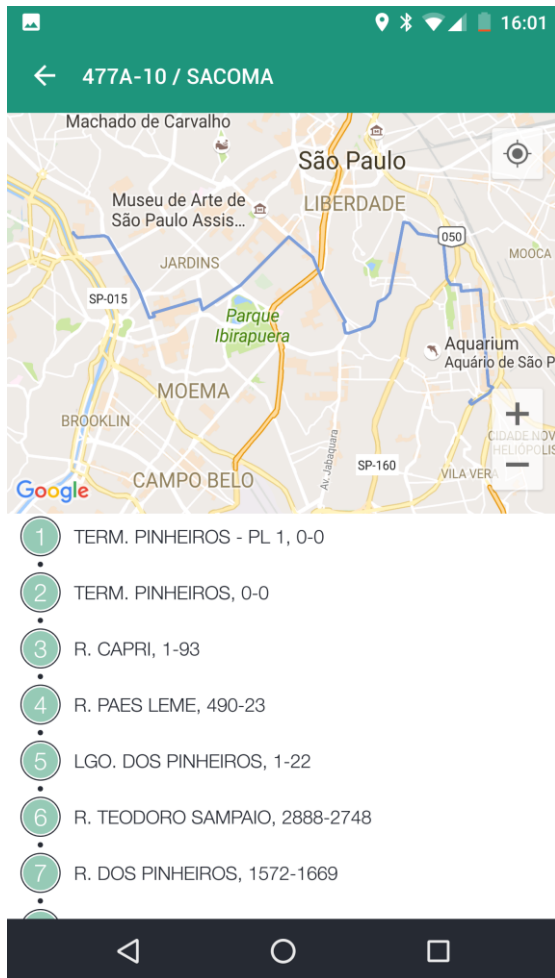 16:01
477A-10 / SACOMA
Machado de Carvalho
São Paulo
Museu de Arte de
São Paulo Assis...
LIBERDADE
050
MOOCA
JARDINS
SP-015
Parque
Ibirapuera
Aquarium
Aquário de São P
MOEMA
BROOKLIN
CIDADE NOV
HELIÓPOLIS
Av. Jabaquara
SP-160
VILA VER
CAMPO BELO
Google
1 TERM. PINHEIROS - PL 1, 0-0
2 TERM. PINHEIROS, 0-0
3 R. CAPRI, 1-93
4 R. PAES LEME, 490-23
5 LGO. DOS PINHEIROS, 1-22
6 R. TEODORO SAMPAIO, 2888-2748
7 R. DOS PINHEIROS, 1572-1669